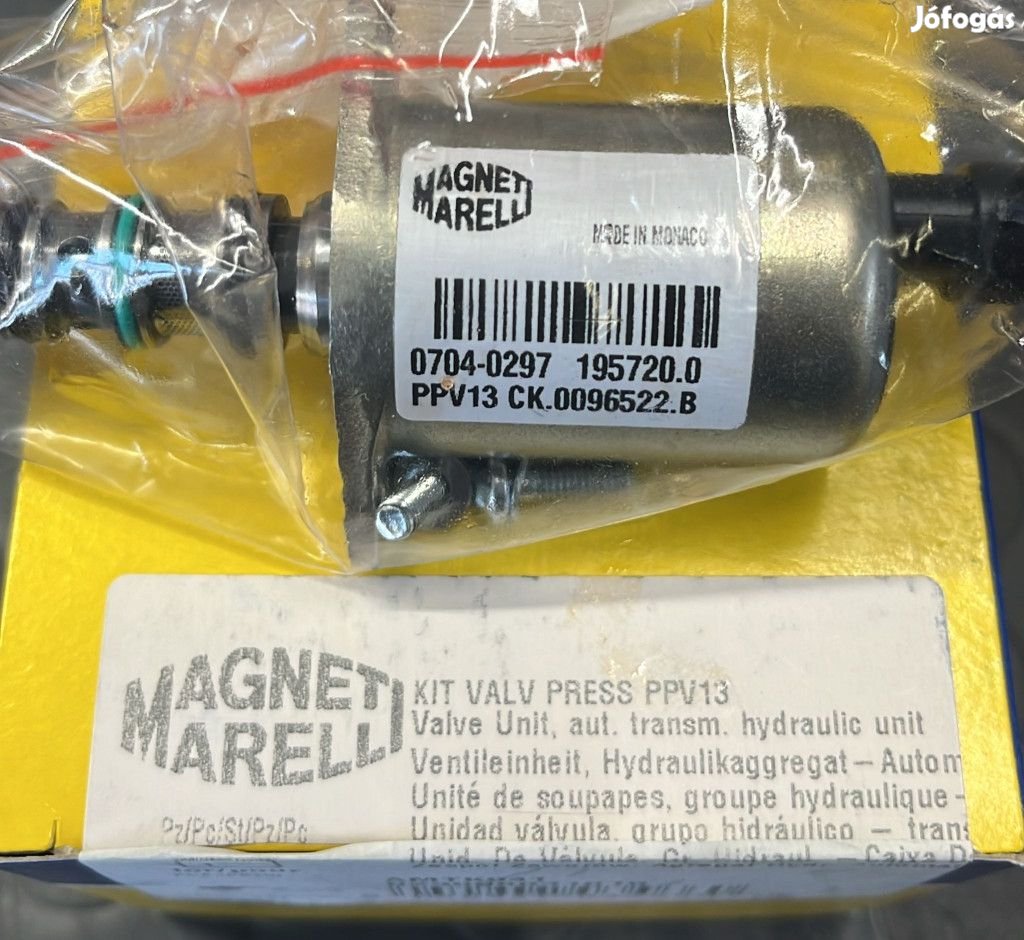 Jófogás
MAGNETI
MARELLI
MADE IN MONACO
0704-0297 195720.0
PPV13 CK.0096522.B
MAGNETI
MARELLI
KIT VALV PRESS PPV13
Valve Unit, aut. transm. hydraulic unit
Ventileinheit, Hydraulikaggregat – Autom
Unité de soupapes, groupe hydraulique -
Unidad válvula, grupo hidráulico – trans
Pz/Pc/St/Pz/Pc
Caixa D